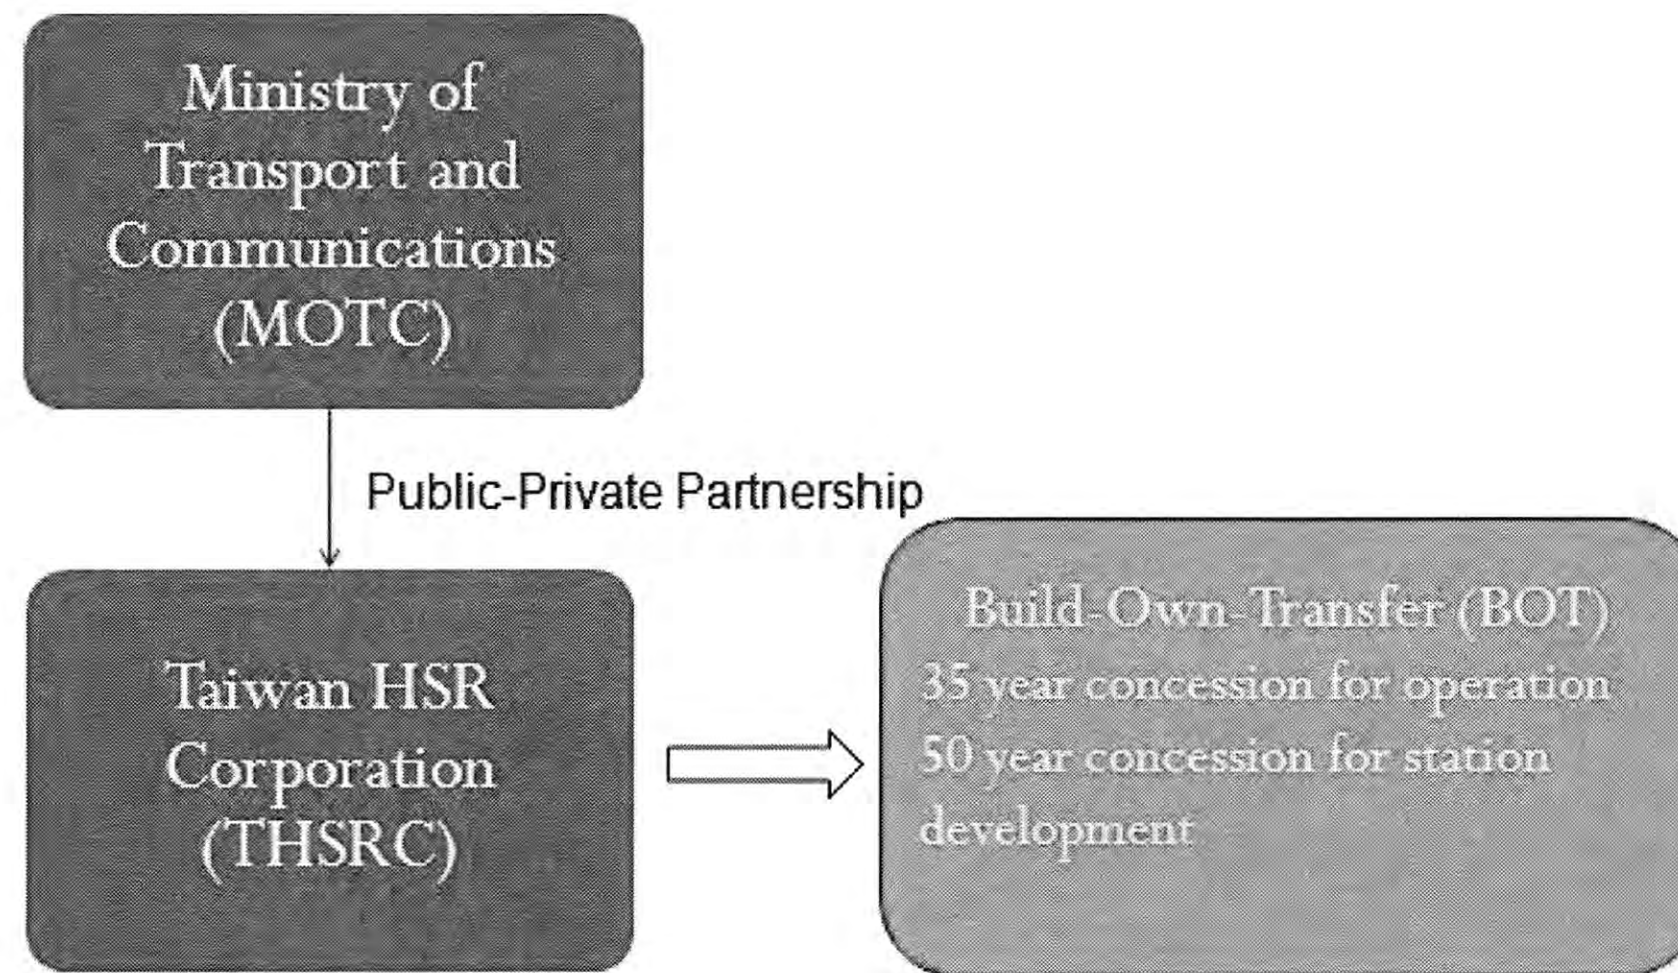 Ministry of
Transport and
Communications
(MOTC)
Public-Private Partnership
Taiwan HSR
Corporation
(THSRC)
Build-Own-Transfer (BOT)
35 year concession for operation
50 year concession for station
development